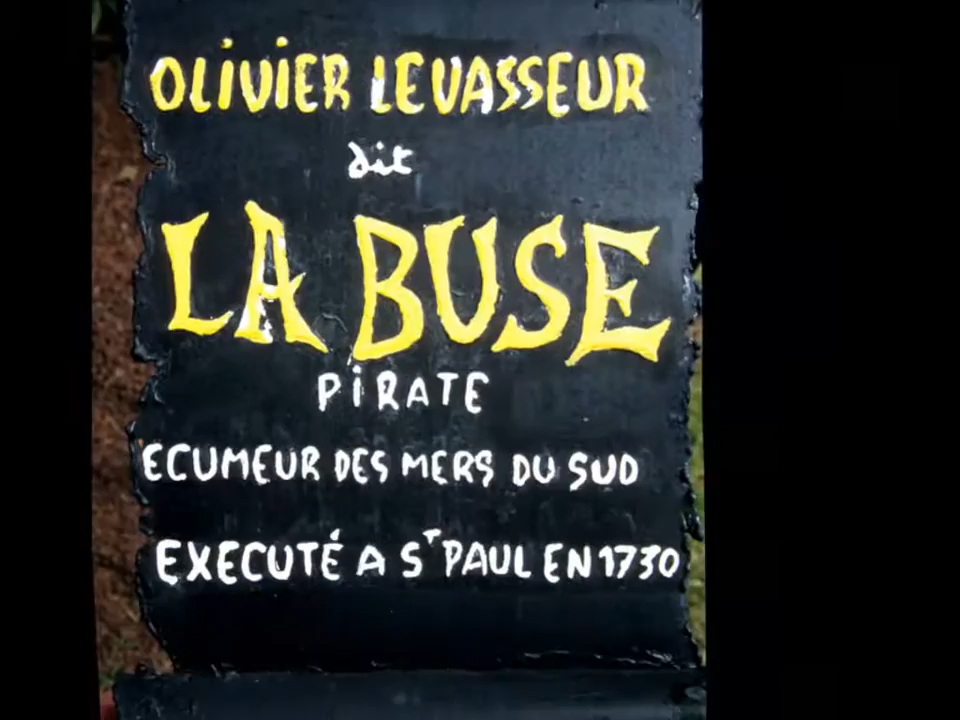 OLIVIER LEVASSEUR
dit
LA BUSE
PIRATE
ECUMEUR DES MERS DU SUD
EXECUTÉ A ST PAUL EN 1730